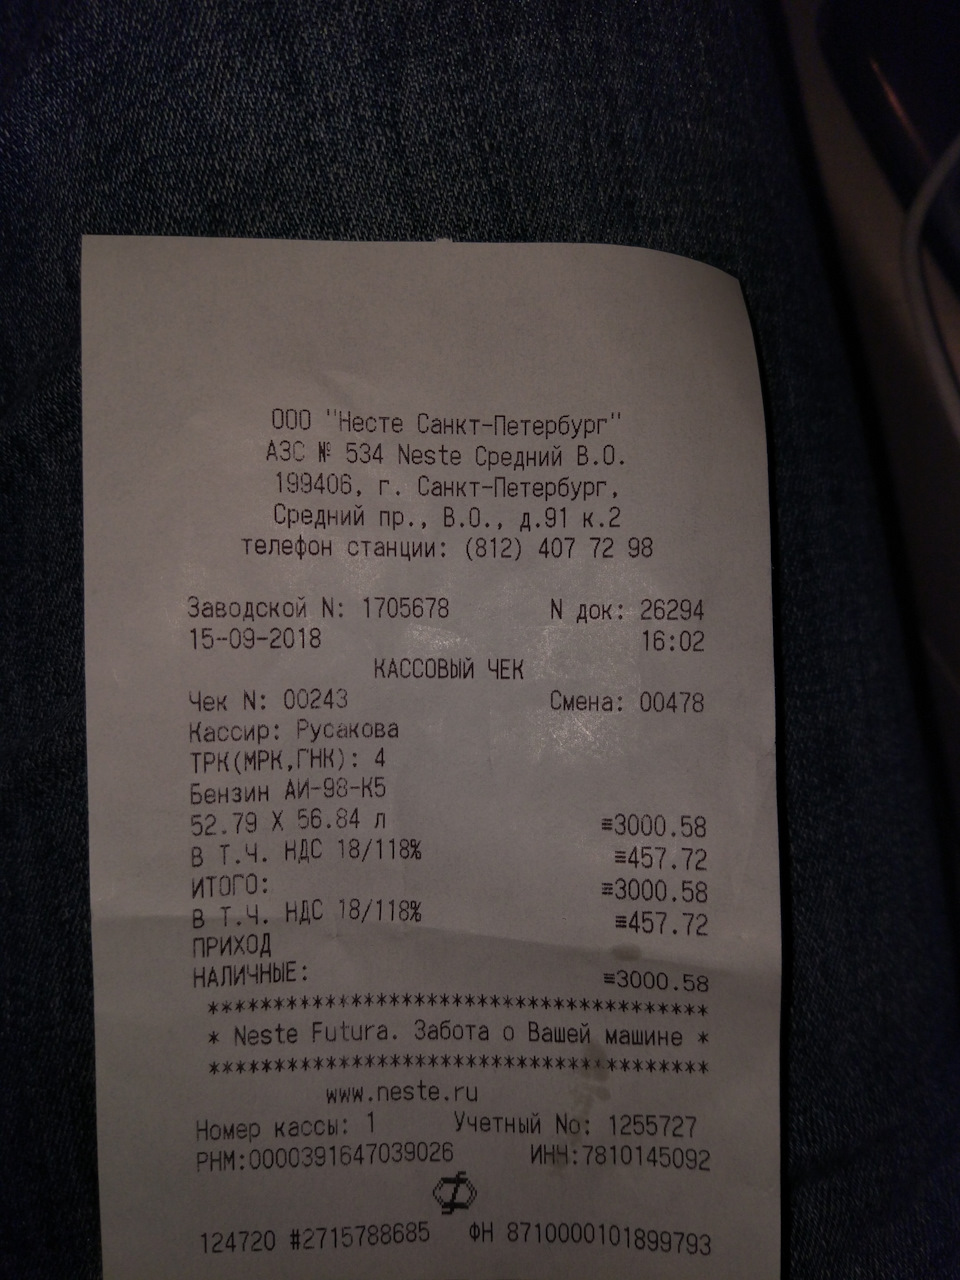 ООО "Несте Санкт-Петербург"
АЗС № 534 Neste Средний В.О.
199406, г. Санкт-Петербург,
Средний пр., В.О., д.91 к.2
телефон станции: (812) 407 72 98
Заводской N: 1705678 N док: 26294
15-09-2018 16:02
КАССОВЫЙ ЧЕК
Чек N: 00243 Смена: 00478
Кассир: Русакова
ТРК(МРК,ГНК): 4
Бензин АИ-98-К5
52.79 X 56.84 л ≡3000.58
В Т.Ч. НДС 18/118% ≡457.72
ИТОГО: ≡3000.58
В Т.Ч. НДС 18/118% ≡457.72
ПРИХОД
НАЛИЧНЫЕ: ≡3000.58
***************************************
* Neste Futura. Забота о Вашей машине *
***************************************
www.neste.ru
Номер кассы: 1 Учетный No: 1255727
РНМ:0000391647039026 ИНН:7810145092
124720 #2715788685 ФН 8710000101899793